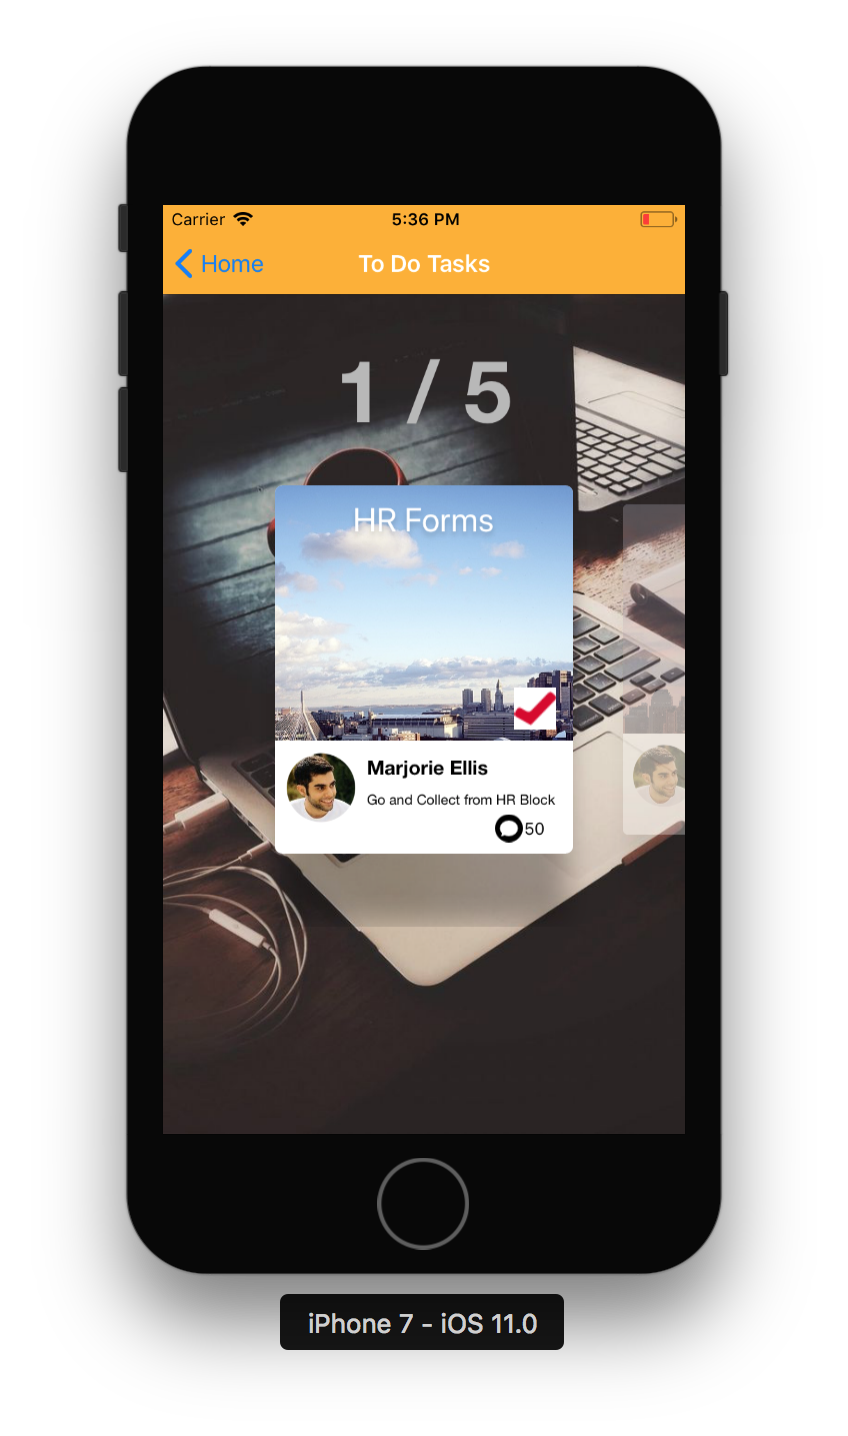 Carrier 5:36 PM
Home To Do Tasks
1 / 5
HR Forms
Marjorie Ellis
Go and Collect from HR Block
50
iPhone 7 - iOS 11.0